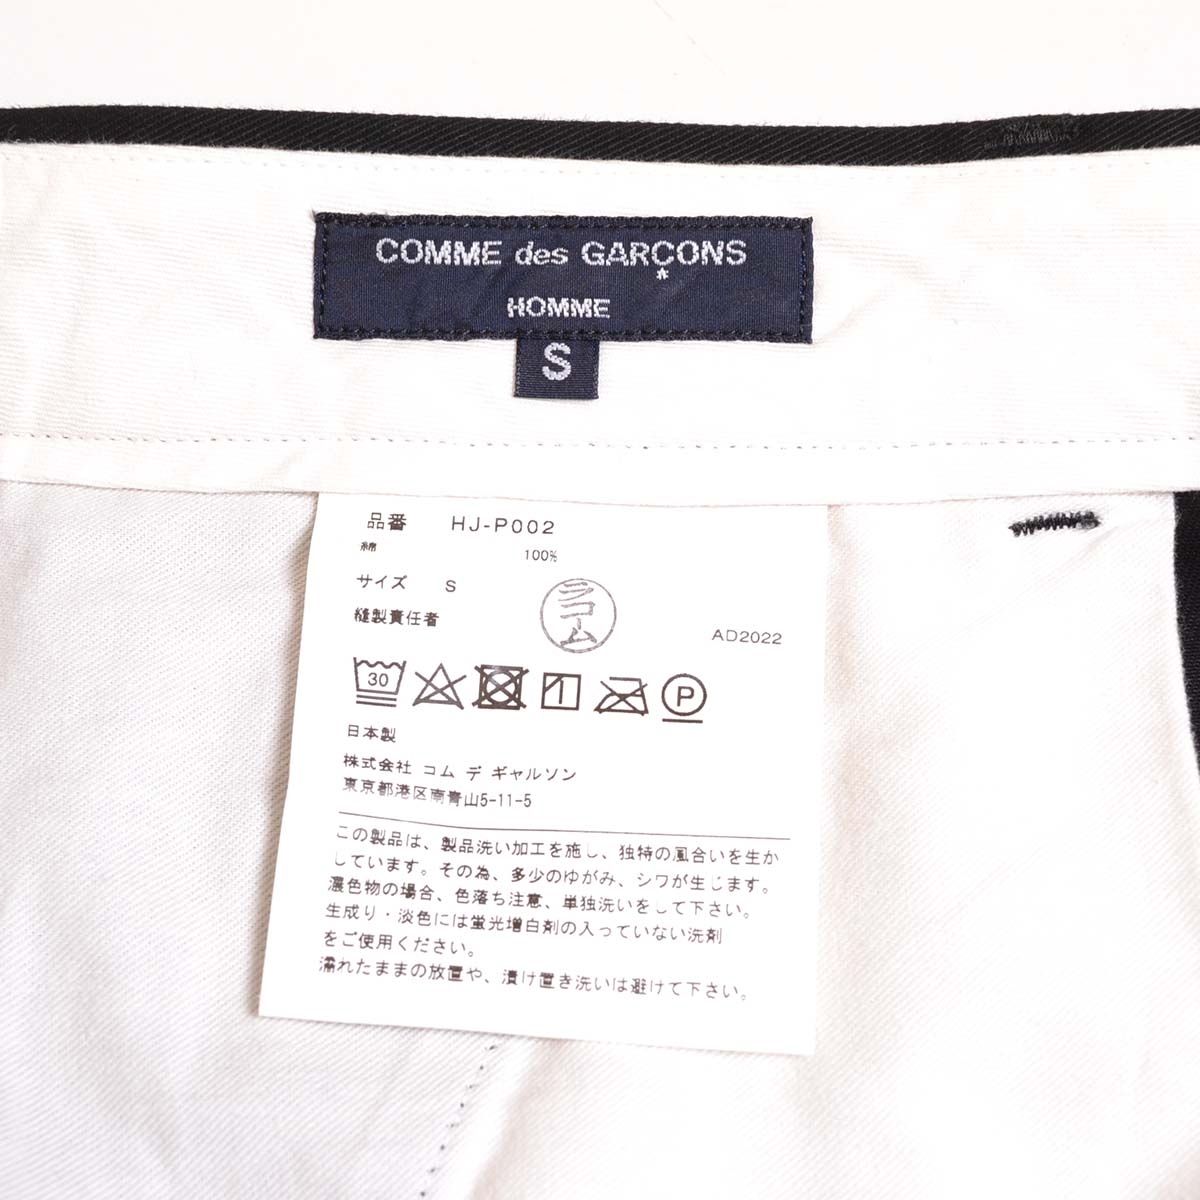 COMME des GARÇONS
HOMME
S
品番 HJ-P002
綿 100%
サイズ S
縫製責任者 ラコーム AD2022
30 P
日本製
株式会社 コム デ ギャルソン
東京都港区南青山5-11-5
この製品は、製品洗い加工を施し、独特の風合いを生か
しています。その為、多少のゆがみ、シワが生じます。
濃色物の場合、色落ち注意、単独洗いをして下さい。
生成り・淡色には蛍光増白剤の入っていない洗剤
をご使用ください。
濡れたままの放置や、漬け置き洗いは避けて下さい。